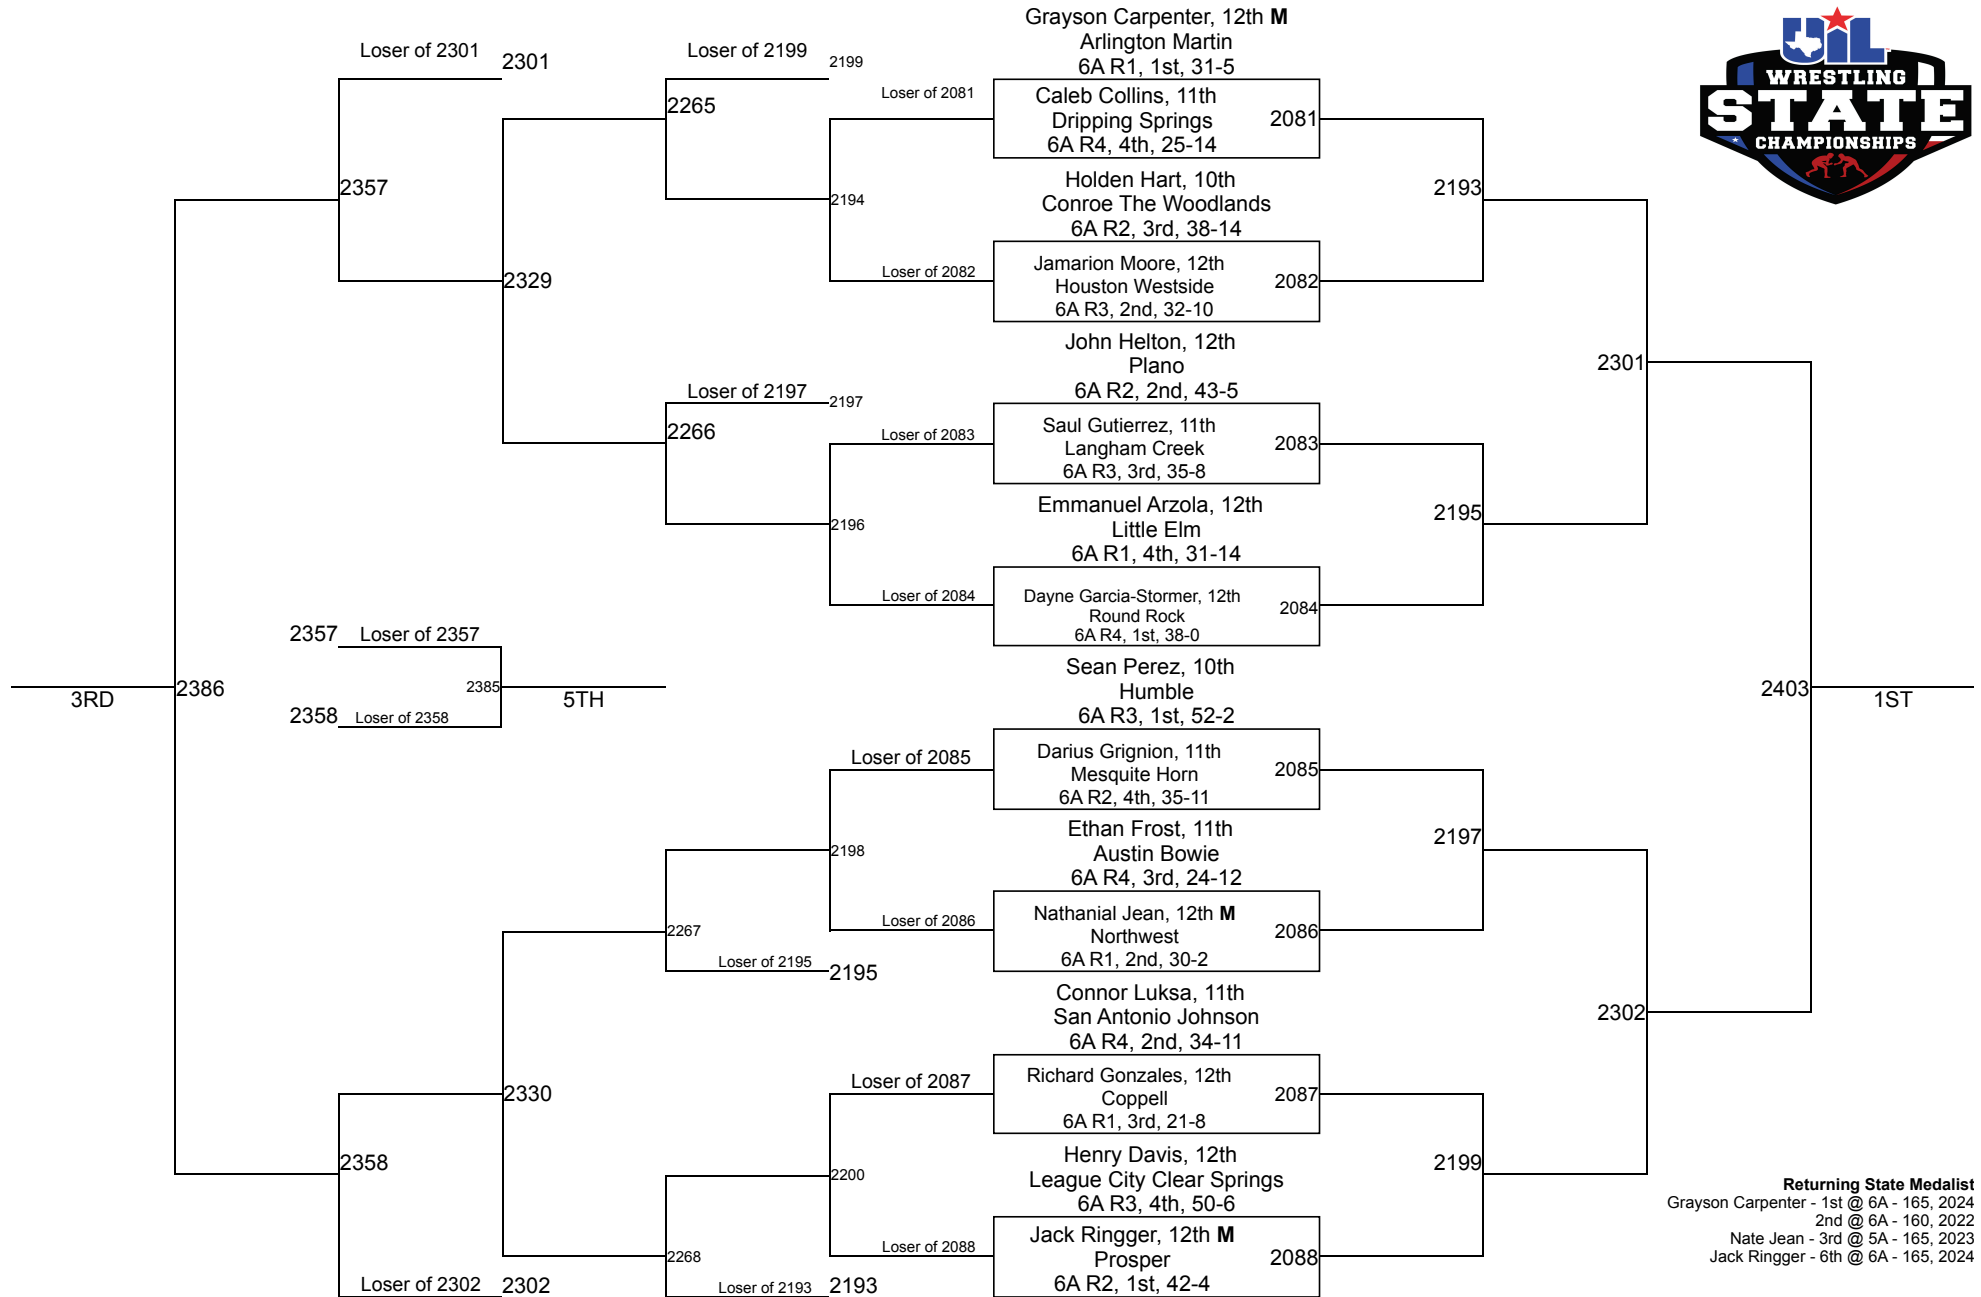 Grayson Carpenter, 12th M
Arlington Martin
6A R1, 1st, 31-5
Caleb Collins, 11th
Dripping Springs
6A R4, 4th, 25-14
2081
Holden Hart, 10th
Conroe The Woodlands
6A R2, 3rd, 38-14
Jamarion Moore, 12th
Houston Westside
6A R3, 2nd, 32-10
2082
John Helton, 12th
Plano
6A R2, 2nd, 43-5
Saul Gutierrez, 11th
Langham Creek
6A R3, 3rd, 35-8
2083
Emmanuel Arzola, 12th
Little Elm
6A R1, 4th, 31-14
Dayne Garcia-Stormer, 12th
Round Rock
6A R4, 1st, 38-0
2084
Sean Perez, 10th
Humble
6A R3, 1st, 52-2
Darius Grignion, 11th
Mesquite Horn
6A R2, 4th, 35-11
2085
Ethan Frost, 11th
Austin Bowie
6A R4, 3rd, 24-12
Nathanial Jean, 12th M
Northwest
6A R1, 2nd, 30-2
2086
Connor Luksa, 11th
San Antonio Johnson
6A R4, 2nd, 34-11
Richard Gonzales, 12th
Coppell
6A R1, 3rd, 21-8
2087
Henry Davis, 12th
League City Clear Springs
6A R3, 4th, 50-6
Jack Ringger, 12th M
Prosper
6A R2, 1st, 42-4
2088
2193
2195
2197
2199
2301
2302
2403
1ST
Loser of 2081
Loser of 2082
Loser of 2083
Loser of 2084
Loser of 2085
Loser of 2086
Loser of 2087
Loser of 2088
Loser of 2199
2199
2194
Loser of 2197
2197
2196
2198
Loser of 2195
2195
2200
Loser of 2193
2193
2265
2266
2267
2268
2329
2330
Loser of 2301
2301
2357
2358
Loser of 2302
2302
2357
Loser of 2357
2358
Loser of 2358
2385
5TH
2386
3RD
UIL
WRESTLING
STATE
CHAMPIONSHIPS
Returning State Medalist
Grayson Carpenter - 1st @ 6A - 165, 2024
2nd @ 6A - 160, 2022
Nate Jean - 3rd @ 5A - 165, 2023
Jack Ringger - 6th @ 6A - 165, 2024